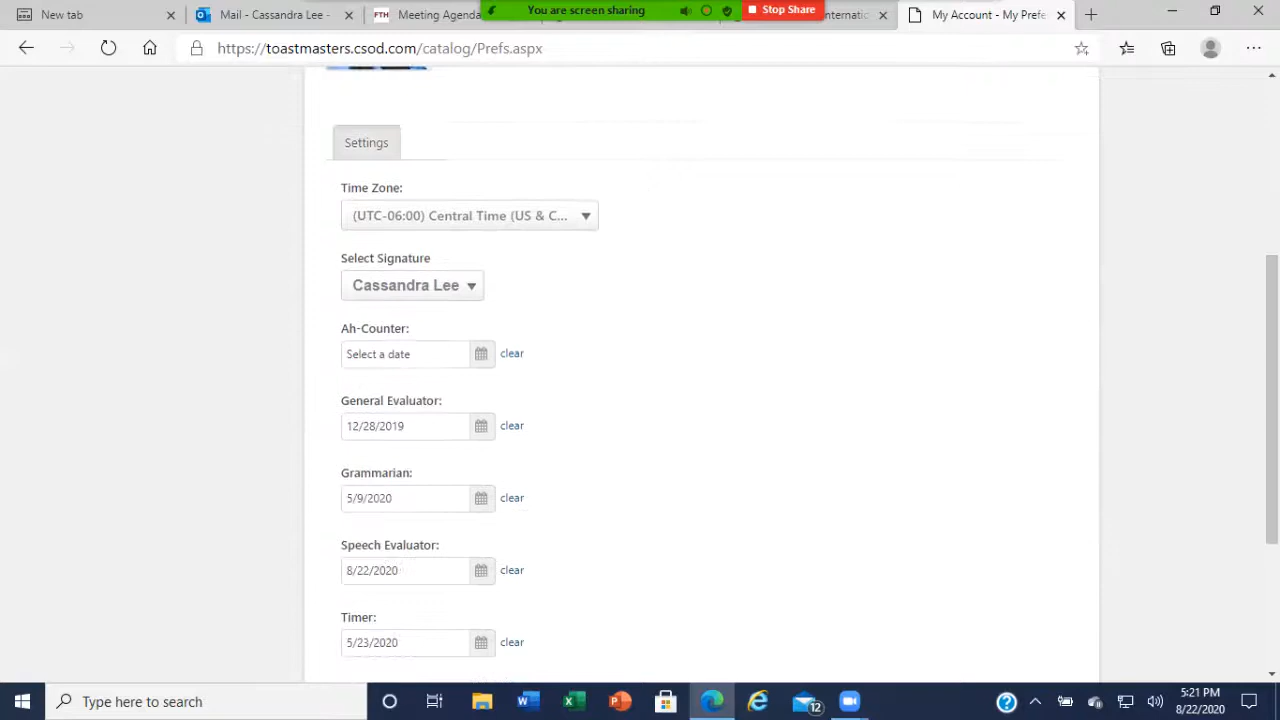 New tab
Mail - Cassandra Lee -
FTH Meeting Agenda
You are screen sharing
Stop Share
My Account - My Prefe
https://toastmasters.csod.com/catalog/Prefs.aspx
Settings
Time Zone:
(UTC-06:00) Central Time (US & C...
Select Signature
Cassandra Lee
Ah-Counter:
Select a date
clear
General Evaluator:
12/28/2019
clear
Grammarian:
5/9/2020
clear
Speech Evaluator:
8/22/2020
clear
Timer:
5/23/2020
clear
Type here to search
12
5:21 PM
8/22/2020